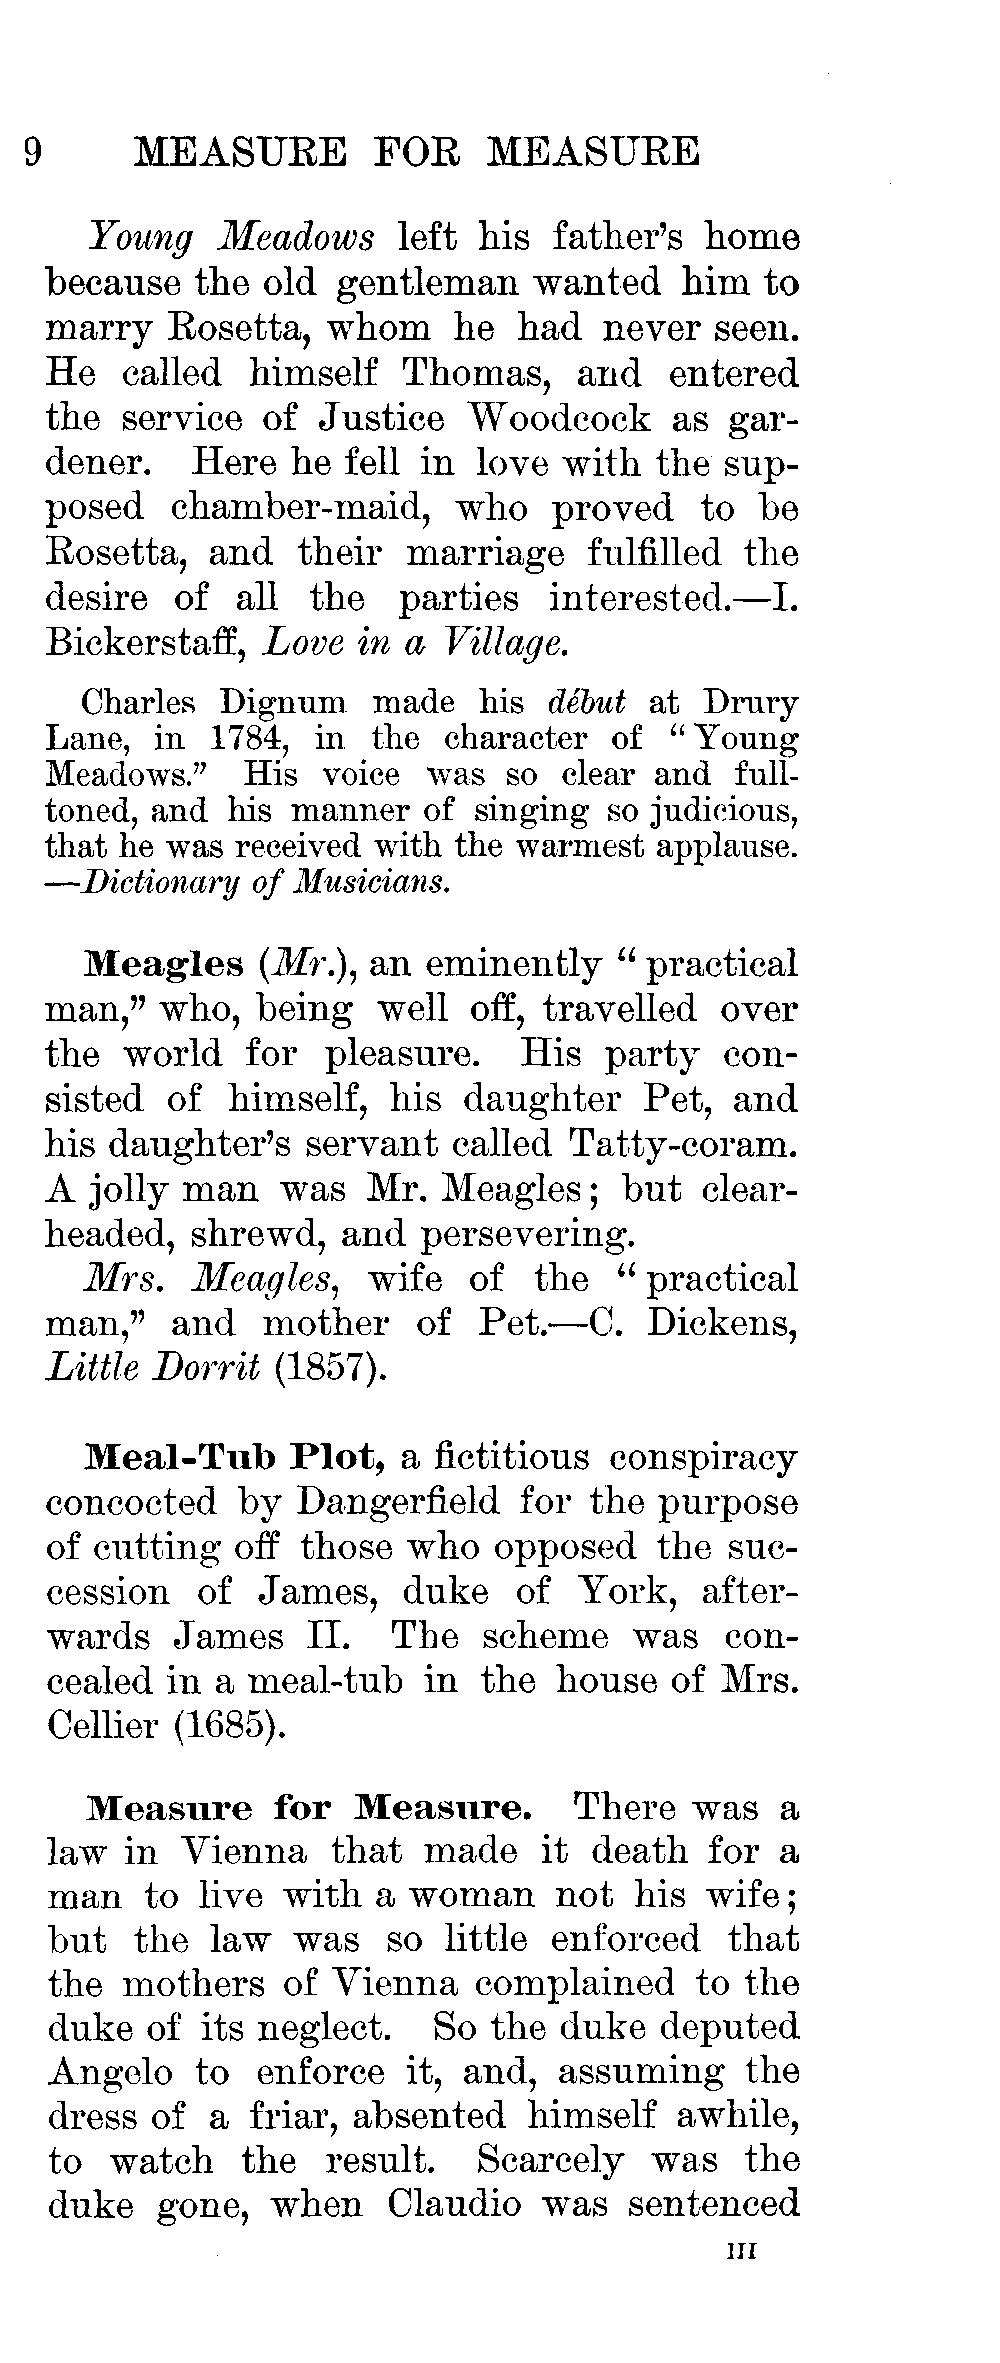 9 MEASURE FOR MEASURE
Young Meadows left his father's home
because the old gentleman wanted him to
marry Rosetta, whom he had never seen.
He called himself Thomas, and entered
the service of Justice Woodcock as gar-
dener. Here he fell in love with the sup-
posed chamber-maid, who proved to be
Rosetta, and their marriage fulfilled the
desire of all the parties interested.—I.
Bickerstaff, Love in a Village.
Charles Dignum made his début at Drury
Lane, in 1784, in the character of “Young
Meadows.” His voice was so clear and full-
toned, and his manner of singing so judicious,
that he was received with the warmest applause.
—Dictionary of Musicians.
Meagles (Mr.), an eminently “practical
man,” who, being well off, travelled over
the world for pleasure. His party con-
sisted of himself, his daughter Pet, and
his daughter's servant called Tatty-coram.
A jolly man was Mr. Meagles; but clear-
headed, shrewd, and persevering.
Mrs. Meagles, wife of the “practical
man,” and mother of Pet.—C. Dickens,
Little Dorrit (1857).
Meal-Tub Plot, a fictitious conspiracy
concocted by Dangerfield for the purpose
of cutting off those who opposed the suc-
cession of James, duke of York, after-
wards James II. The scheme was con-
cealed in a meal-tub in the house of Mrs.
Cellier (1685).
Measure for Measure. There was a
law in Vienna that made it death for a
man to live with a woman not his wife;
but the law was so little enforced that
the mothers of Vienna complained to the
duke of its neglect. So the duke deputed
Angelo to enforce it, and, assuming the
dress of a friar, absented himself awhile,
to watch the result. Scarcely was the
duke gone, when Claudio was sentenced
III